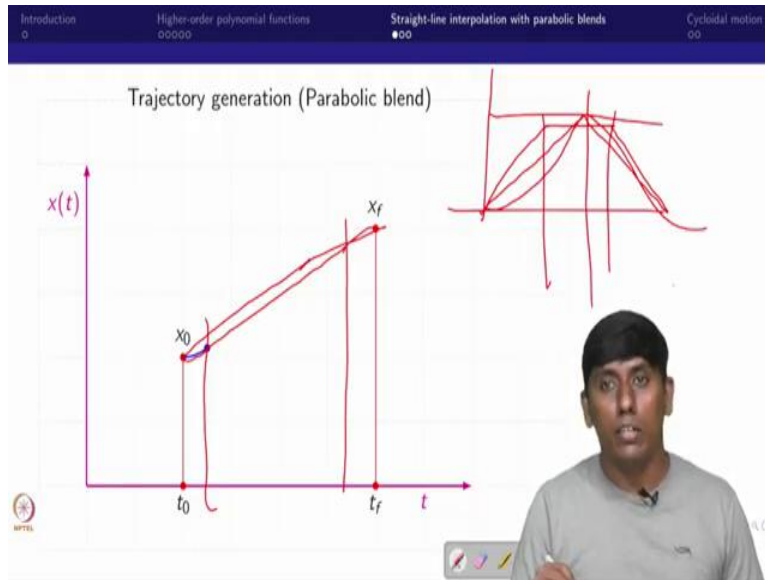 Introduction
Higher-order polynomial functions
Straight-line interpolation with parabolic blends
Cycloidal motion
Trajectory generation (Parabolic blend)
x(t)
x_f
x_0
t_0
t_f
t
NPTEL